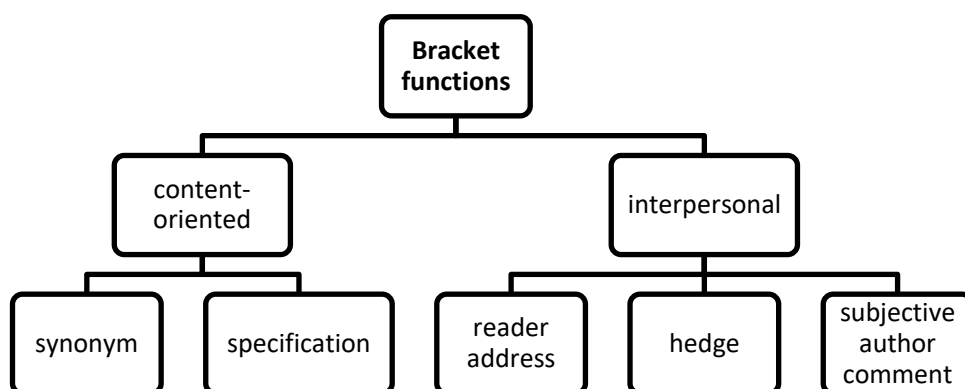 Bracket
functions
content-
oriented
interpersonal
synonym
specification
reader
address
hedge
subjective
author
comment